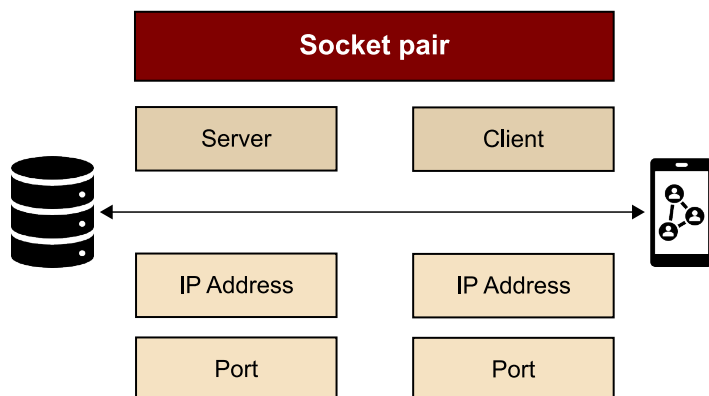 Socket pair
Server
Client
IP Address
IP Address
Port
Port